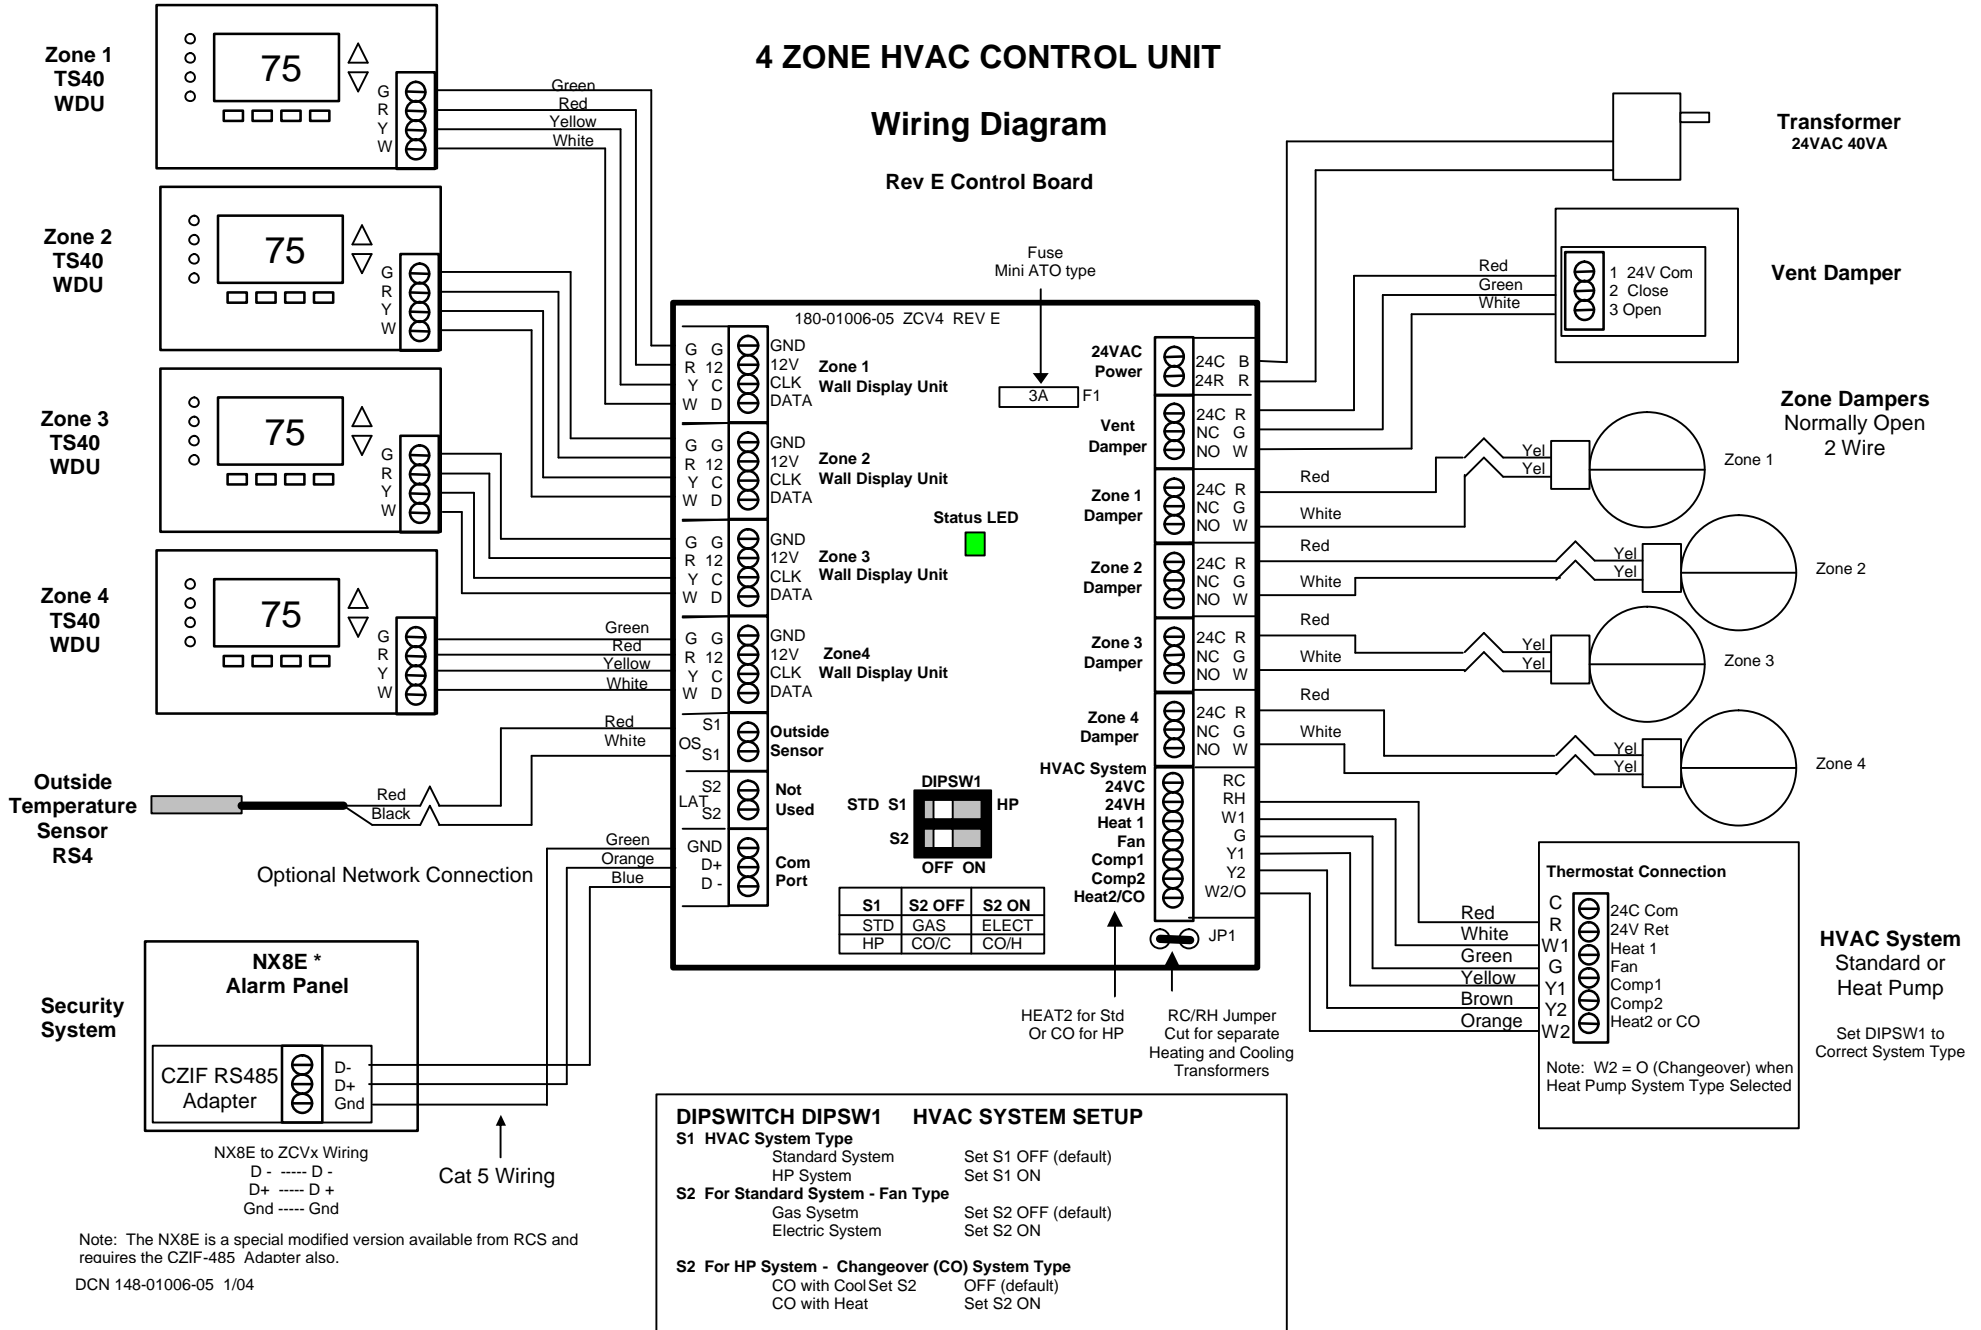 4 ZONE HVAC CONTROL UNIT
Wiring Diagram
Rev E Control Board
Zone 1
TS40
WDU
75
G
R
Y
W
Green
Red
Yellow
White
Zone 2
TS40
WDU
75
G
R
Y
W
Zone 3
TS40
WDU
75
G
R
Y
W
Zone 4
TS40
WDU
75
G
R
Y
W
Green
Red
Yellow
White
Outside
Temperature
Sensor
RS4
Red
Black
Red
White
Optional Network Connection
Green
Orange
Blue
Security
System
NX8E *
Alarm Panel
CZIF RS485
Adapter
D-
D+
Gnd
NX8E to ZCVx Wiring
D - ----- D -
D+ ----- D +
Gnd ----- Gnd
Cat 5 Wiring
Note: The NX8E is a special modified version available from RCS and
requires the CZIF-485 Adapter also.
DCN 148-01006-05 1/04
Fuse
Mini ATO type
180-01006-05 ZCV4 REV E
3A F1
G G GND
R 12 12V
Y C CLK
W D DATA
Zone 1
Wall Display Unit
G G GND
R 12 12V
Y C CLK
W D DATA
Zone 2
Wall Display Unit
G G GND
R 12 12V
Y C CLK
W D DATA
Zone 3
Wall Display Unit
G G GND
R 12 12V
Y C CLK
W D DATA
Zone4
Wall Display Unit
S1
OS
S1
Outside
Sensor
S2
LAT
S2
Not
Used
GND
D+
D -
Com
Port
Status LED
DIPSW1
STD S1 HP
S2
OFF ON
S1 S2 OFF S2 ON
STD GAS ELECT
HP CO/C CO/H
24VAC
Power
24C B
24R R
Vent
Damper
24C R
NC G
NO W
Zone 1
Damper
24C R
NC G
NO W
Zone 2
Damper
24C R
NC G
NO W
Zone 3
Damper
24C R
NC G
NO W
Zone 4
Damper
24C R
NC G
NO W
HVAC System
24VC RC
24VH RH
Heat 1 W1
Fan G
Comp1 Y1
Comp2 Y2
Heat2/CO W2/O
JP1
HEAT2 for Std
Or CO for HP
RC/RH Jumper
Cut for separate
Heating and Cooling
Transformers
Transformer
24VAC 40VA
Red
Green
White
1 24V Com
2 Close
3 Open
Vent Damper
Zone Dampers
Normally Open
2 Wire
Red
White
Yel
Yel
Zone 1
Red
White
Yel
Yel
Zone 2
Red
White
Yel
Yel
Zone 3
Red
White
Yel
Yel
Zone 4
Red
White
Green
Yellow
Brown
Orange
Thermostat Connection
C 24C Com
R 24V Ret
W1 Heat 1
G Fan
Y1 Comp1
Y2 Comp2
W2 Heat2 or CO
Note: W2 = O (Changeover) when
Heat Pump System Type Selected
HVAC System
Standard or
Heat Pump
Set DIPSW1 to
Correct System Type
DIPSWITCH DIPSW1 HVAC SYSTEM SETUP
S1 HVAC System Type
Standard System Set S1 OFF (default)
HP System Set S1 ON
S2 For Standard System - Fan Type
Gas Sysetm Set S2 OFF (default)
Electric System Set S2 ON
S2 For HP System - Changeover (CO) System Type
CO with Cool Set S2 OFF (default)
CO with Heat Set S2 ON